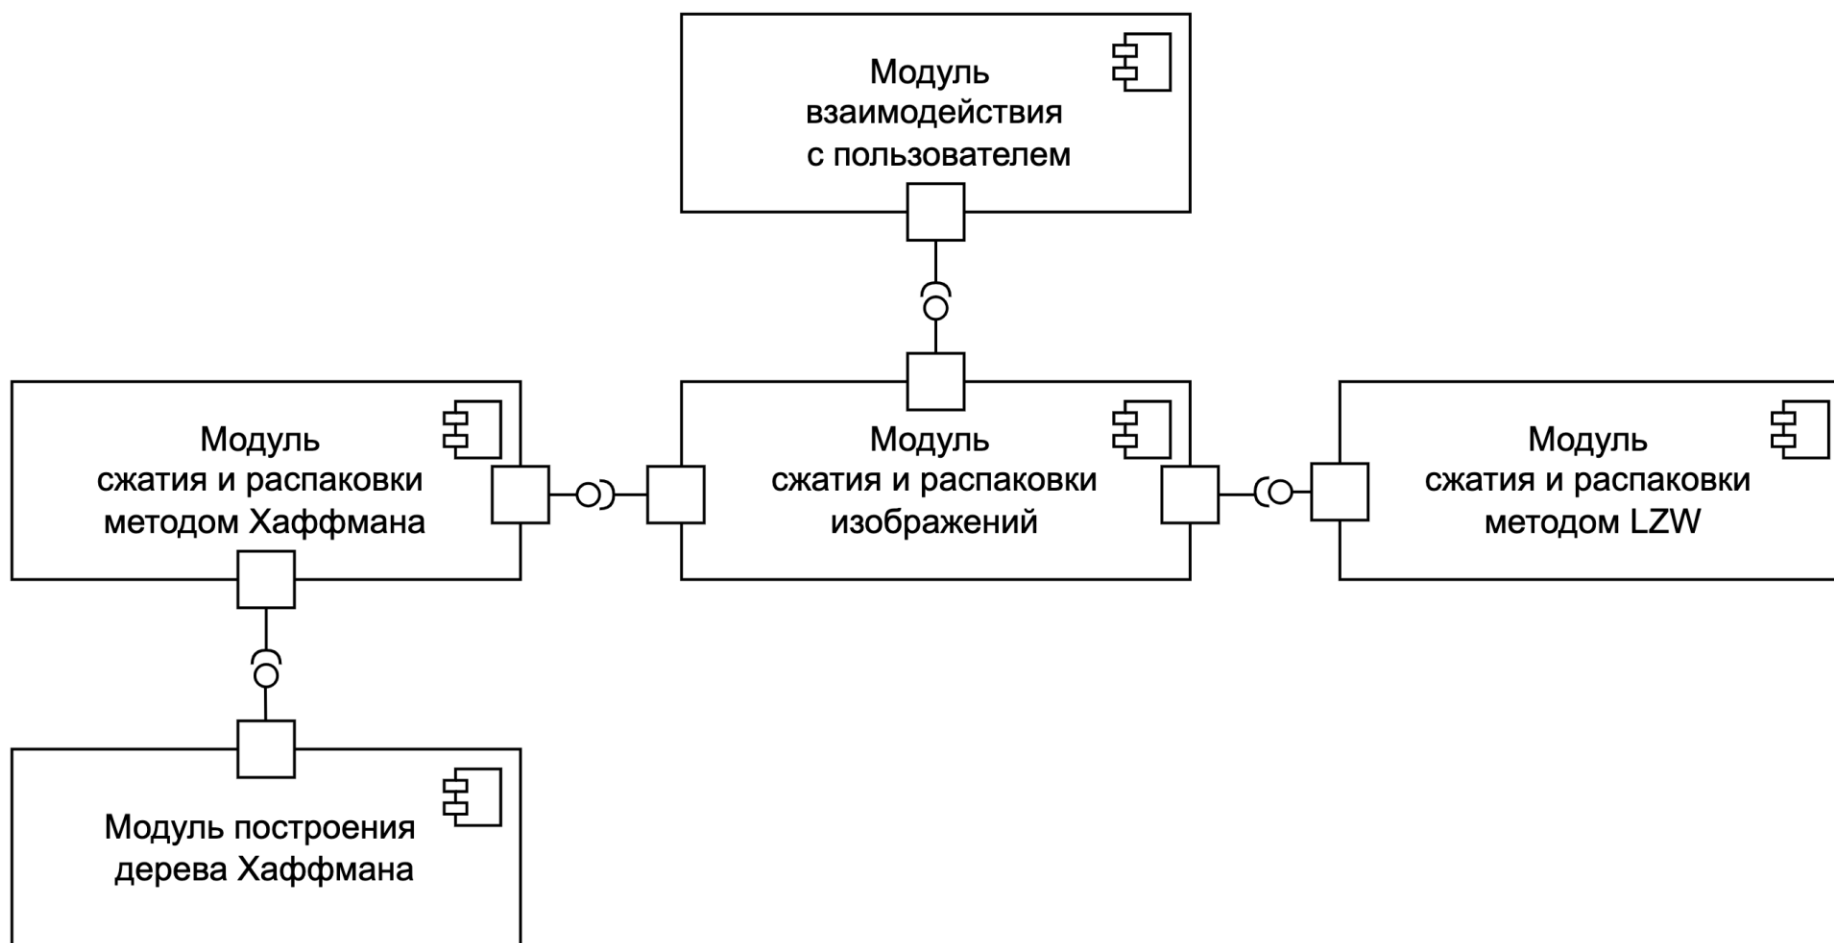 Модуль
взаимодействия
с пользователем
Модуль
сжатия и распаковки
методом Хаффмана
Модуль
сжатия и распаковки
изображений
Модуль
сжатия и распаковки
методом LZW
Модуль построения
дерева Хаффмана